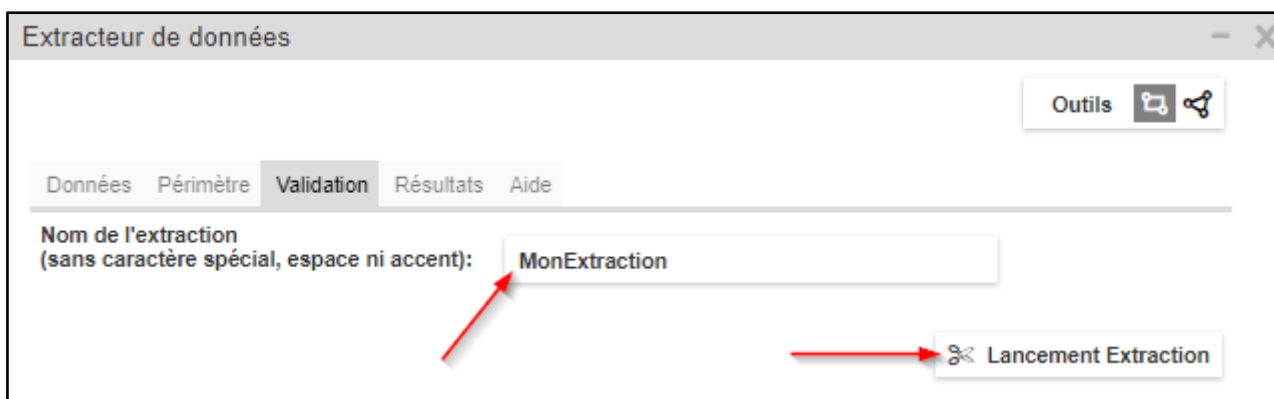 Extracteur de données
Outils
Données Périmètre Validation Résultats Aide
Nom de l'extraction
(sans caractère spécial, espace ni accent):
MonExtraction
Lancement Extraction